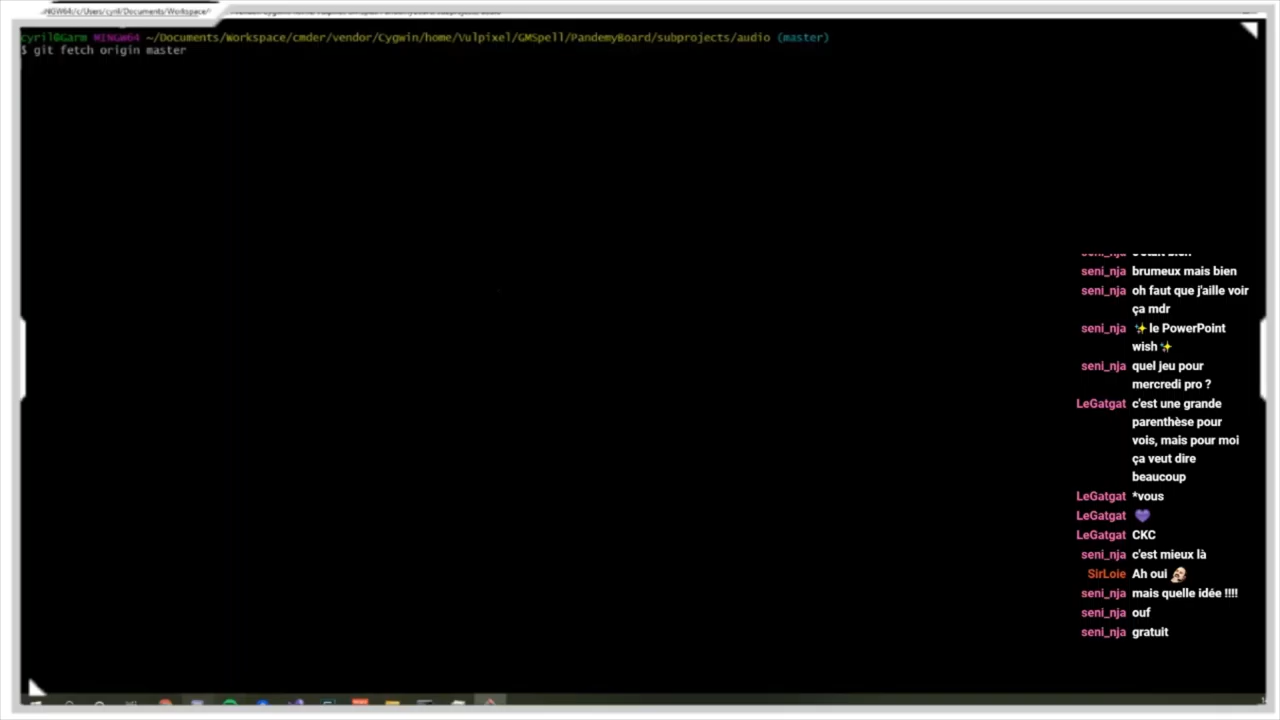 cyril@Garm MINGW64 ~/Documents/Workspace/cmder/vendor/Cygwin/home/Vulpixel/GMSpell/PandemyBoard/subprojects/audio (master)
$ git fetch origin master
seni_nja brumeux mais bien
seni_nja oh faut que j'aille voir
ça mdr
seni_nja ✨ le PowerPoint
wish ✨
seni_nja quel jeu pour
mercredi pro ?
LeGatgat c'est une grande
parenthèse pour
vois, mais pour moi
ça veut dire
beaucoup
LeGatgat *vous
LeGatgat 💜
LeGatgat CKC
seni_nja c'est mieux là
SirLoie Ah oui
seni_nja mais quelle idée !!!!
seni_nja ouf
seni_nja gratuit